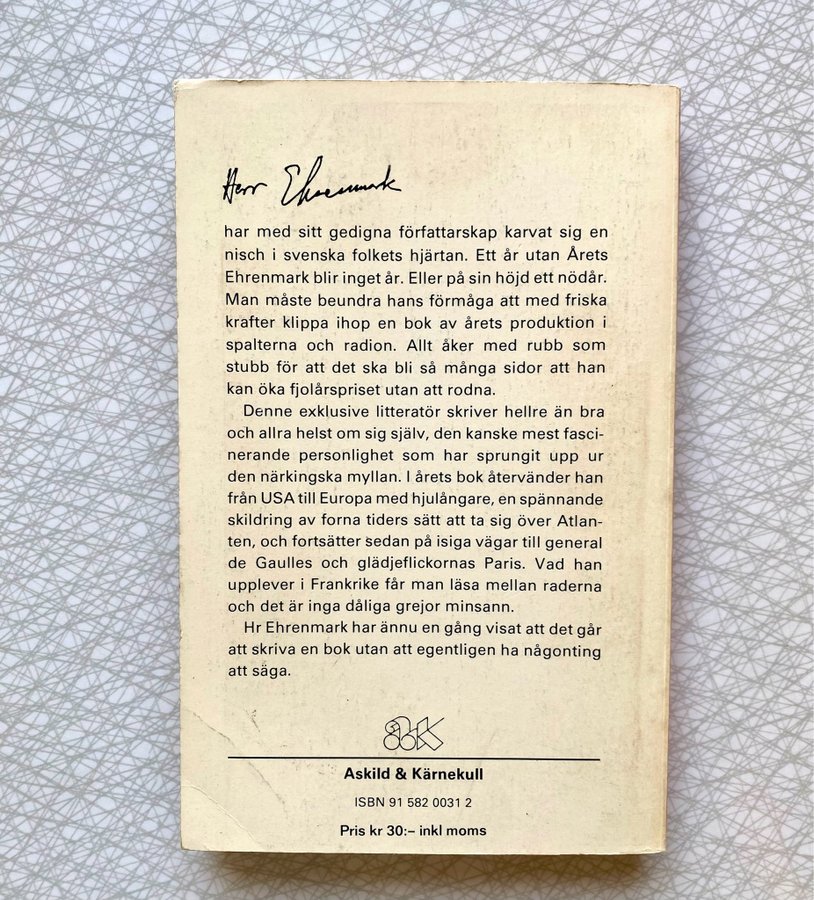 Herr Ehrenmark
har med sitt gedigna författarskap karvat sig en
nisch i svenska folkets hjärtan. Ett år utan Årets
Ehrenmark blir inget år. Eller på sin höjd ett nödår.
Man måste beundra hans förmåga att med friska
krafter klippa ihop en bok av årets produktion i
spalterna och radion. Allt åker med rubb som
stubb för att det ska bli så många sidor att han
kan öka fjolårspriset utan att rodna.
Denne exklusive litteratör skriver hellre än bra
och allra helst om sig själv, den kanske mest fasci-
nerande personlighet som har sprungit upp ur
den närkingska myllan. I årets bok återvänder han
från USA till Europa med hjulångare, en spännande
skildring av forna tiders sätt att ta sig över Atlan-
ten, och fortsätter sedan på isiga vägar till general
de Gaulles och glädjeflickornas Paris. Vad han
upplever i Frankrike får man läsa mellan raderna
och det är inga dåliga grejor minsann.
Hr Ehrenmark har ännu en gång visat att det går
att skriva en bok utan att egentligen ha någonting
att säga.
a&K
Askild & Kärnekull
ISBN 91 582 0031 2
Pris kr 30:– inkl moms